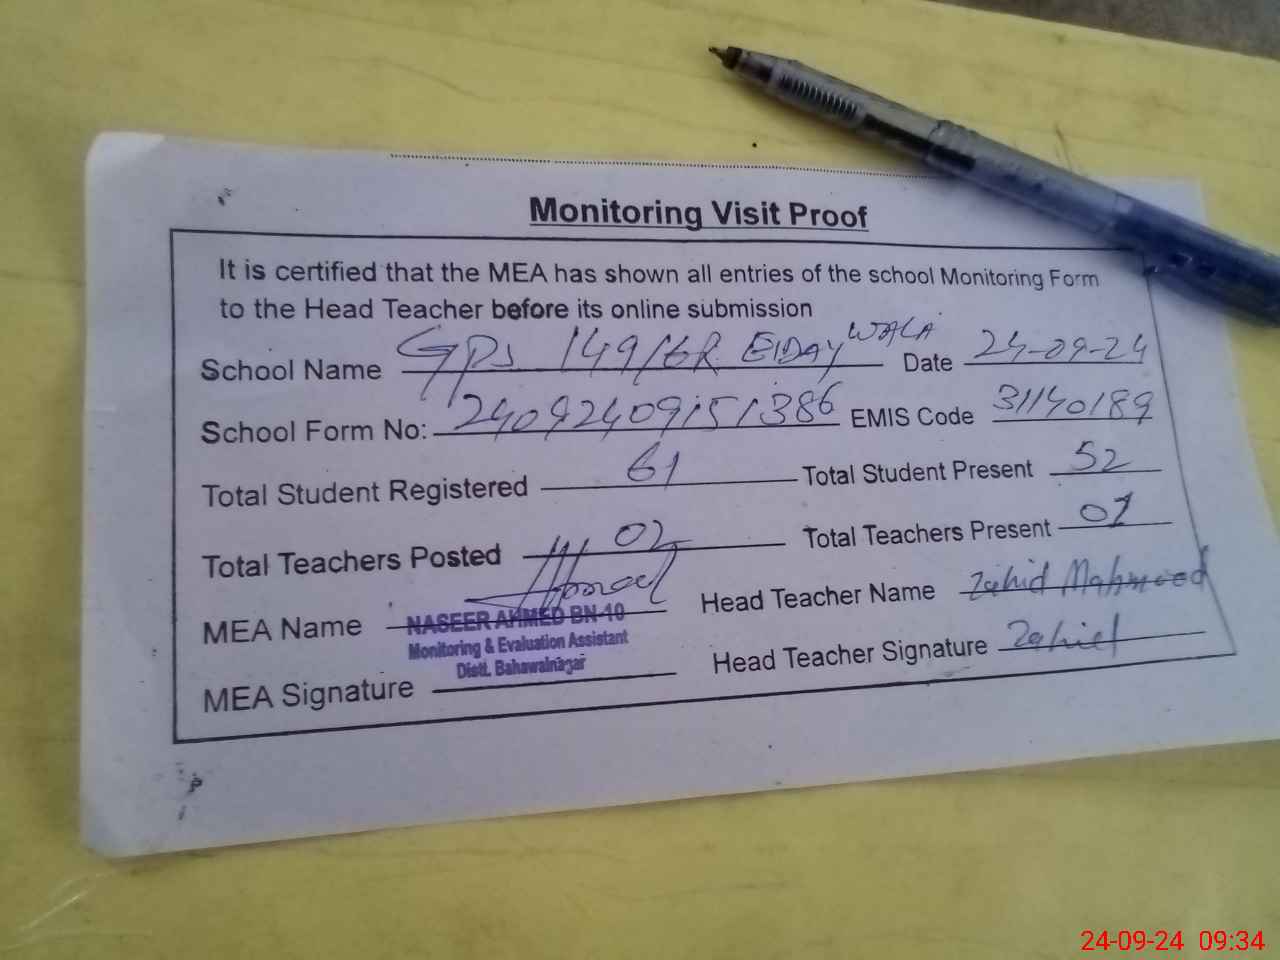 Monitoring Visit Proof
It is certified that the MEA has shown all entries of the school Monitoring Form
to the Head Teacher before its online submission
School Name GPS 149/6R EIDAY WALA Date 24-09-24
School Form No: 24092409151386 EMIS Code 31140189
Total Student Registered 61 Total Student Present 52
Total Teachers Posted 02 Total Teachers Present 01
MEA Name NASEER AHMED BN-10 Head Teacher Name Zahid Mahmood
Monitoring & Evaluation Assistant
Distt. Bahawalnagar
MEA Signature Head Teacher Signature Zahid
24-09-24 09:34